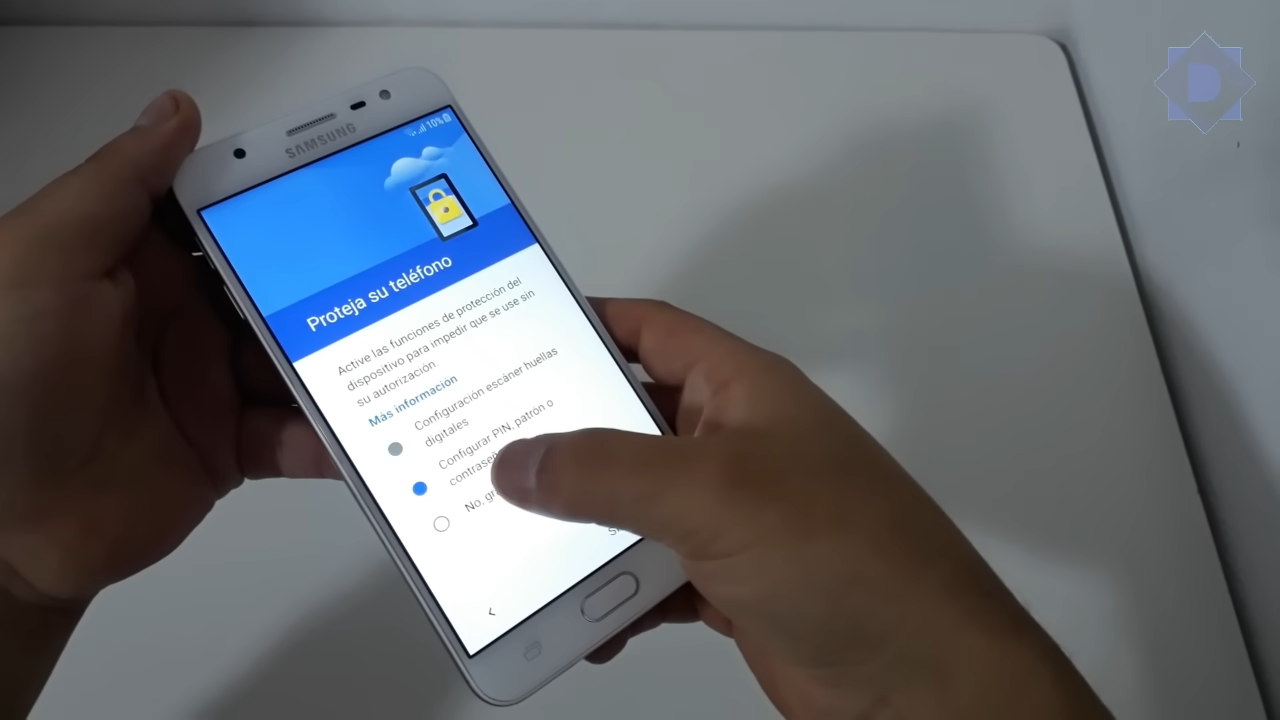 D
SAMSUNG
10%
Proteja su teléfono
Active las funciones de protección del
dispositivo para impedir que se use sin
su autorización
Más información
Configuración escáner huellas
digitales
Configurar PIN, patrón o
No,